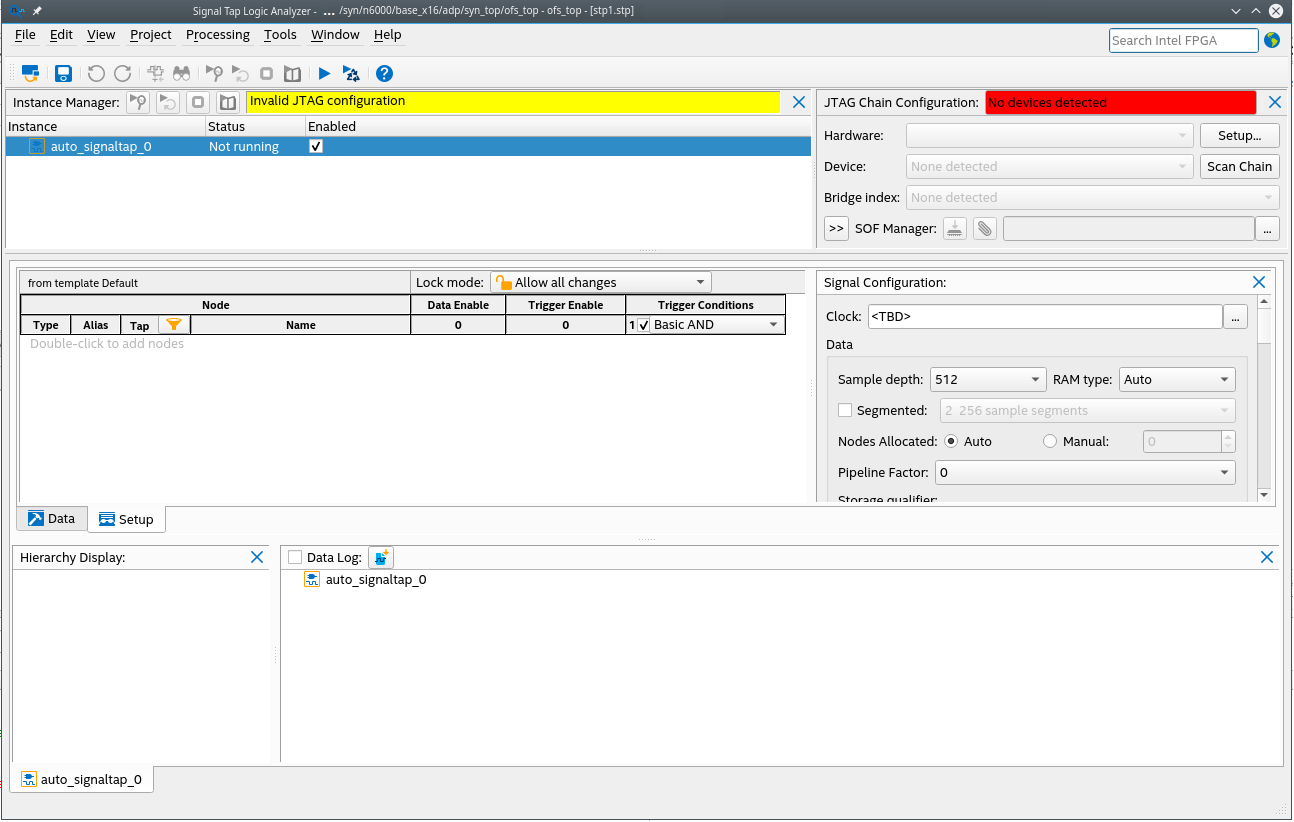 Signal Tap Logic Analyzer - ... /syn/n6000/base_x16/adp/syn_top/ofs_top - ofs_top - [stp1.stp]
File Edit View Project Processing Tools Window Help
Search Intel FPGA
Instance Manager: Invalid JTAG configuration
Instance Status Enabled
auto_signaltap_0 Not running
JTAG Chain Configuration: No devices detected
Hardware: Setup...
Device: None detected Scan Chain
Bridge index: None detected
>> SOF Manager: ...
from template Default Lock mode: Allow all changes
Node Data Enable Trigger Enable Trigger Conditions
Type Alias Tap Name 0 0 1 Basic AND
Double-click to add nodes
Signal Configuration:
Clock: <TBD> ...
Data
Sample depth: 512 RAM type: Auto
Segmented: 2 256 sample segments
Nodes Allocated: Auto Manual: 0
Pipeline Factor: 0
Storage qualifier:
Data Setup
Hierarchy Display:
Data Log:
auto_signaltap_0
auto_signaltap_0